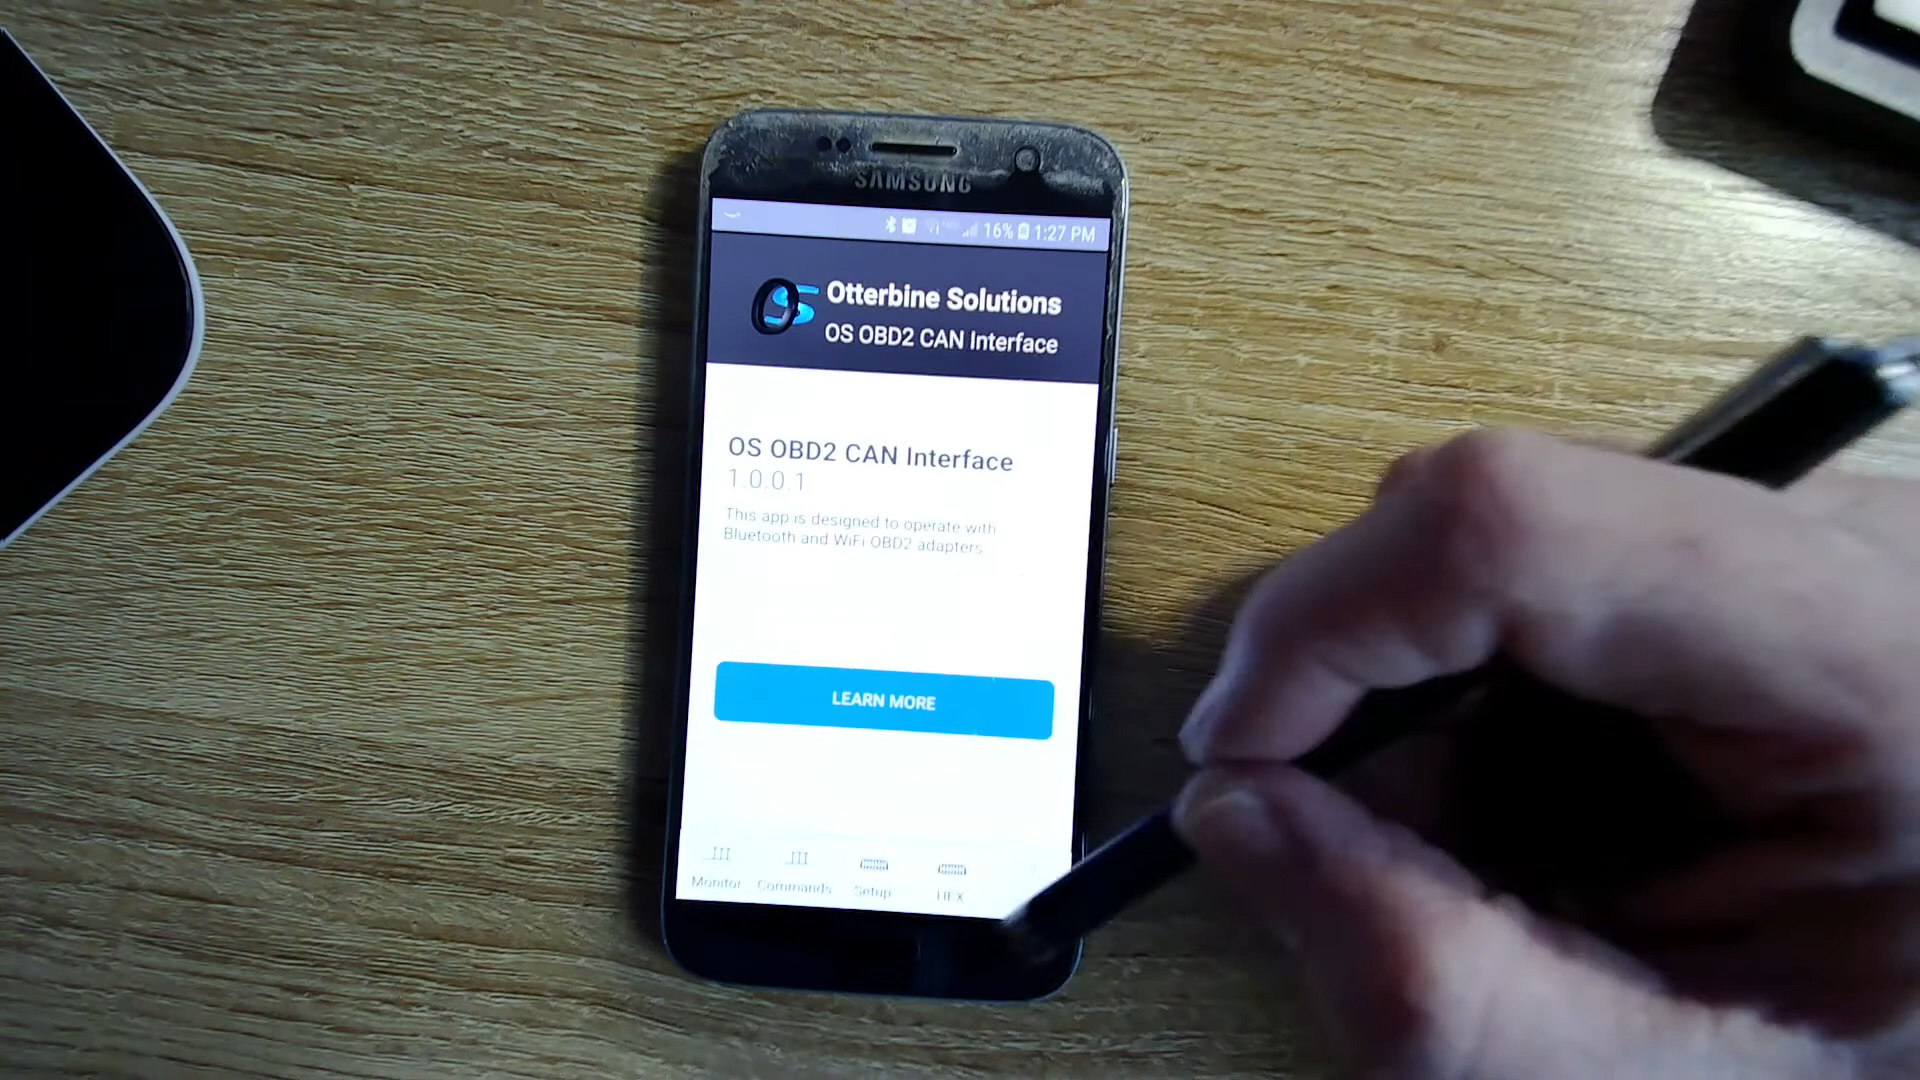 SAMSUNG
16% 1:27 PM
OS Otterbine Solutions
OS OBD2 CAN Interface
OS OBD2 CAN Interface
1.0.0.1
This app is designed to operate with
Bluetooth and WiFi OBD2 adapters.
LEARN MORE
Monitor Commands Setup HEX